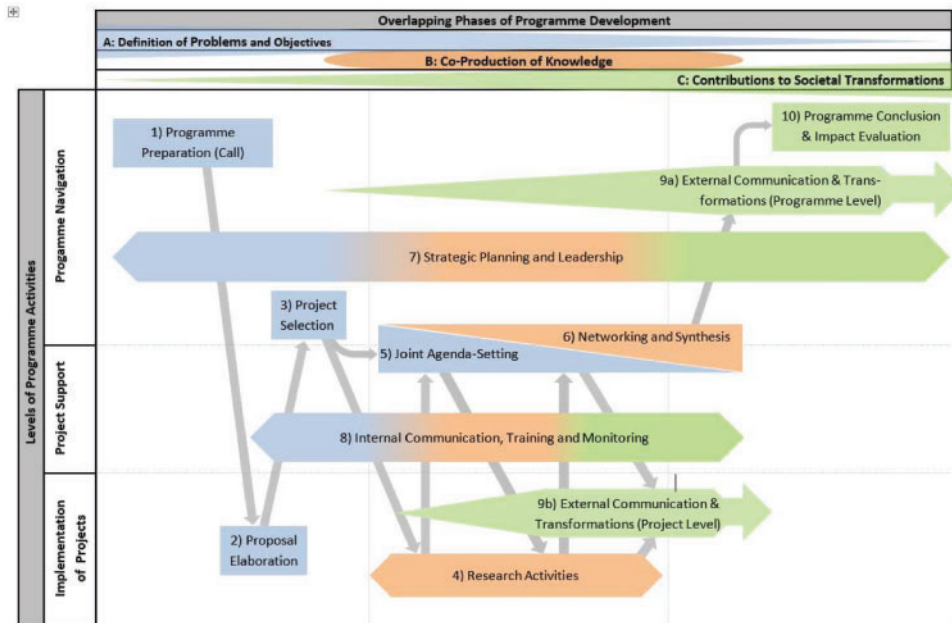 Overlapping Phases of Programme Development
A: Definition of Problems and Objectives
B: Co-Production of Knowledge
C: Contributions to Societal Transformations
Levels of Programme Activities
Progamme Navigation
Project Support
Implementation
of Projects
1) Programme
Preparation (Call)
10) Programme Conclusion
& Impact Evaluation
9a) External Communication & Trans-
formations (Programme Level)
7) Strategic Planning and Leadership
3) Project
Selection
6) Networking and Synthesis
5) Joint Agenda-Setting
8) Internal Communication, Training and Monitoring
9b) External Communication &
Transformations (Project Level)
2) Proposal
Elaboration
4) Research Activities